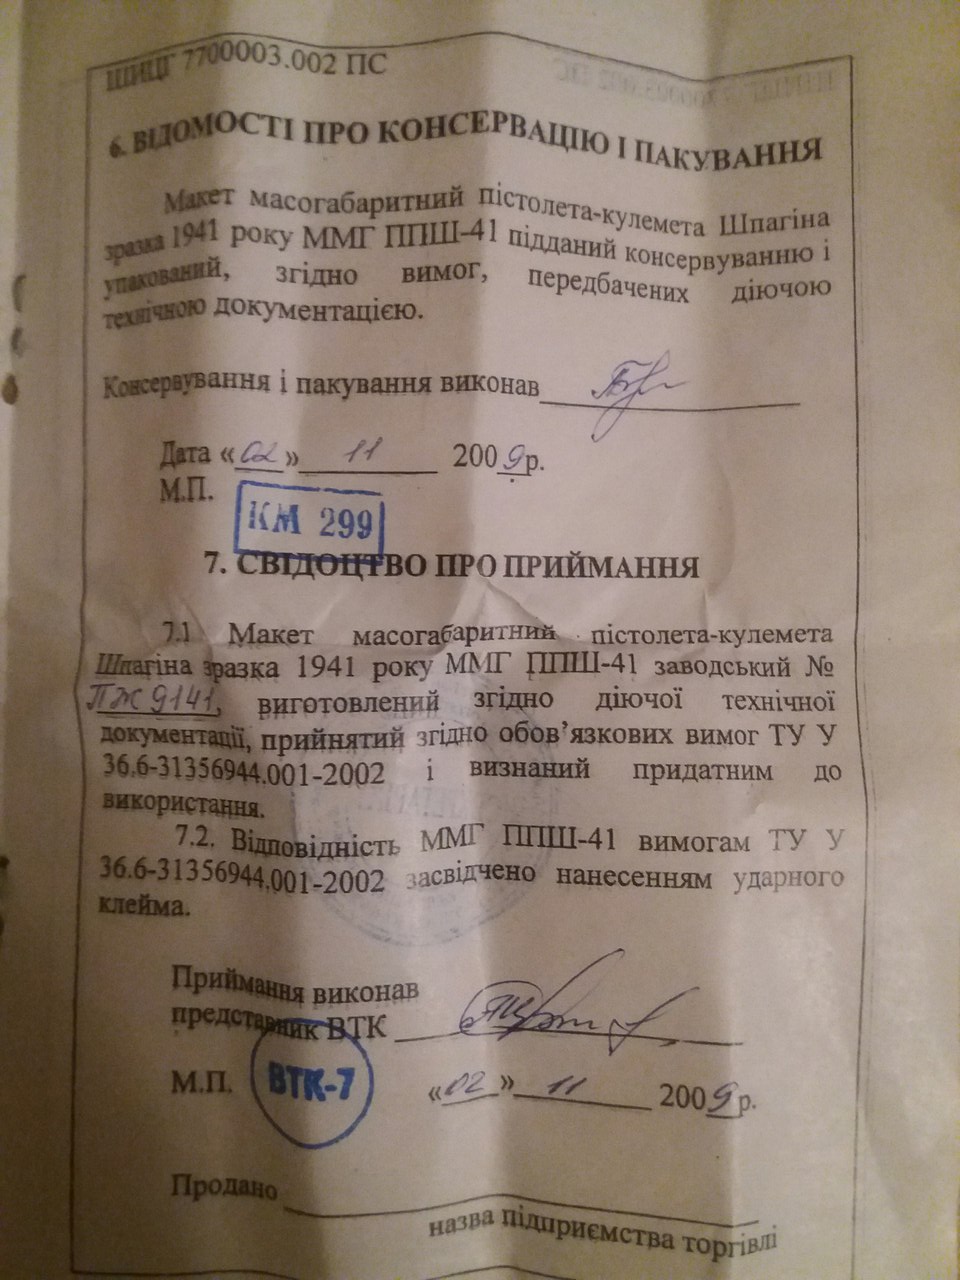 ШИЦГ 7700003.002 ПС
6. ВІДОМОСТІ ПРО КОНСЕРВАЦІЮ І ПАКУВАННЯ
Макет масогабаритний пістолета-кулемета Шпагіна
зразка 1941 року ММГ ППШ-41 підданий консервуванню і
упакований, згідно вимог, передбачених діючою
технічною документацією.
Консервування і пакування виконав
Дата «02» 11 2009р.
М.П.
КМ 299
7. СВІДОЦТВО ПРО ПРИЙМАННЯ
7.1 Макет масогабаритний пістолета-кулемета
Шпагіна зразка 1941 року ММГ ППШ-41 заводський №
ПЖ 9141, виготовлений згідно діючої технічної
документації, прийнятий згідно обов’язкових вимог ТУ У
36.6-31356944.001-2002 і визнаний придатним до
використання.
7.2. Відповідність ММГ ППШ-41 вимогам ТУ У
36.6-31356944.001-2002 засвідчено нанесенням ударного
клейма.
Приймання виконав
представник ВТК
М.П. ВТК-7 «02» 11 2009р.
Продано
назва підприємства торгівлі